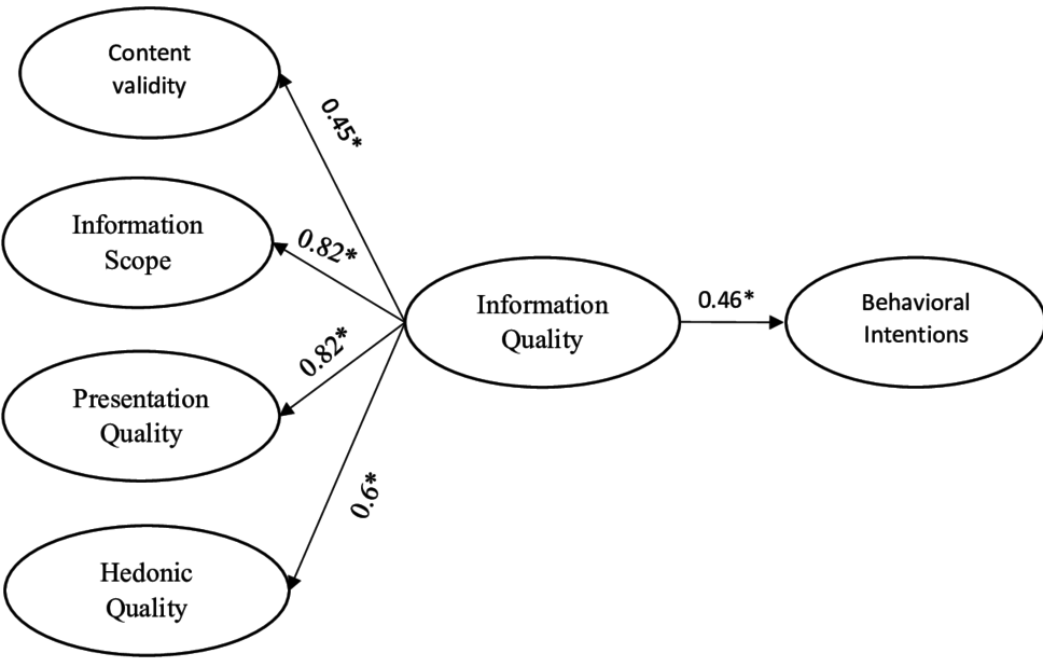 Content
validity
0.45*
Information
Scope
0.82*
Information
Quality
0.46*
Behavioral
Intentions
0.82*
Presentation
Quality
0.6*
Hedonic
Quality